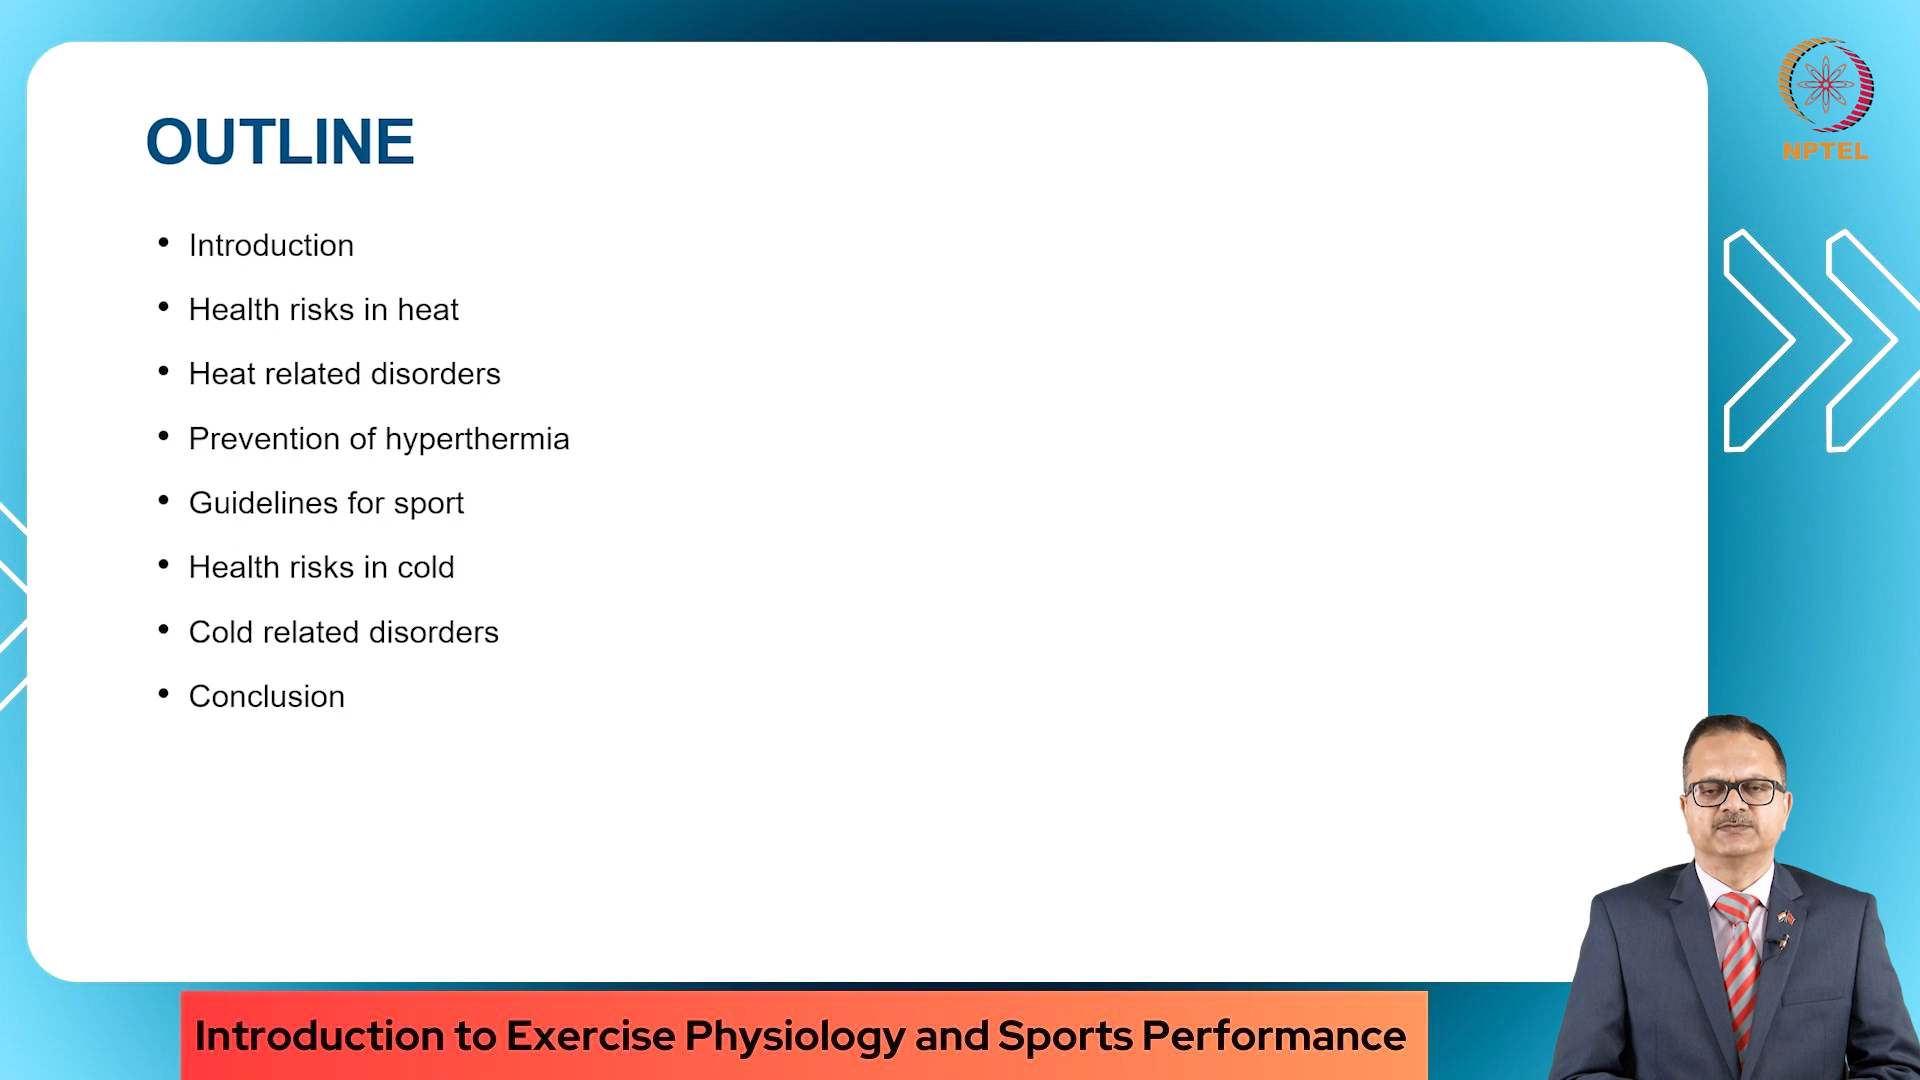 OUTLINE
NPTEL
• Introduction
• Health risks in heat
• Heat related disorders
• Prevention of hyperthermia
• Guidelines for sport
• Health risks in cold
• Cold related disorders
• Conclusion
Introduction to Exercise Physiology and Sports Performance